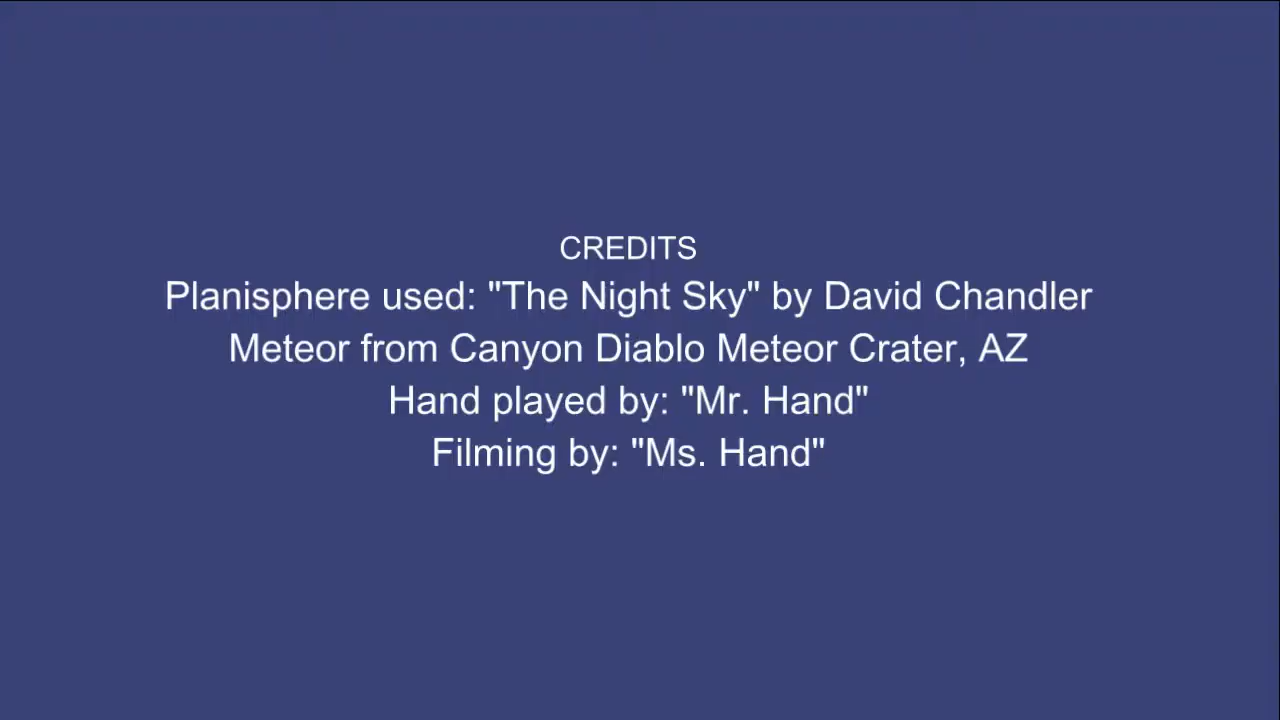 CREDITS
Planisphere used: "The Night Sky" by David Chandler
Meteor from Canyon Diablo Meteor Crater, AZ
Hand played by: "Mr. Hand"
Filming by: "Ms. Hand"